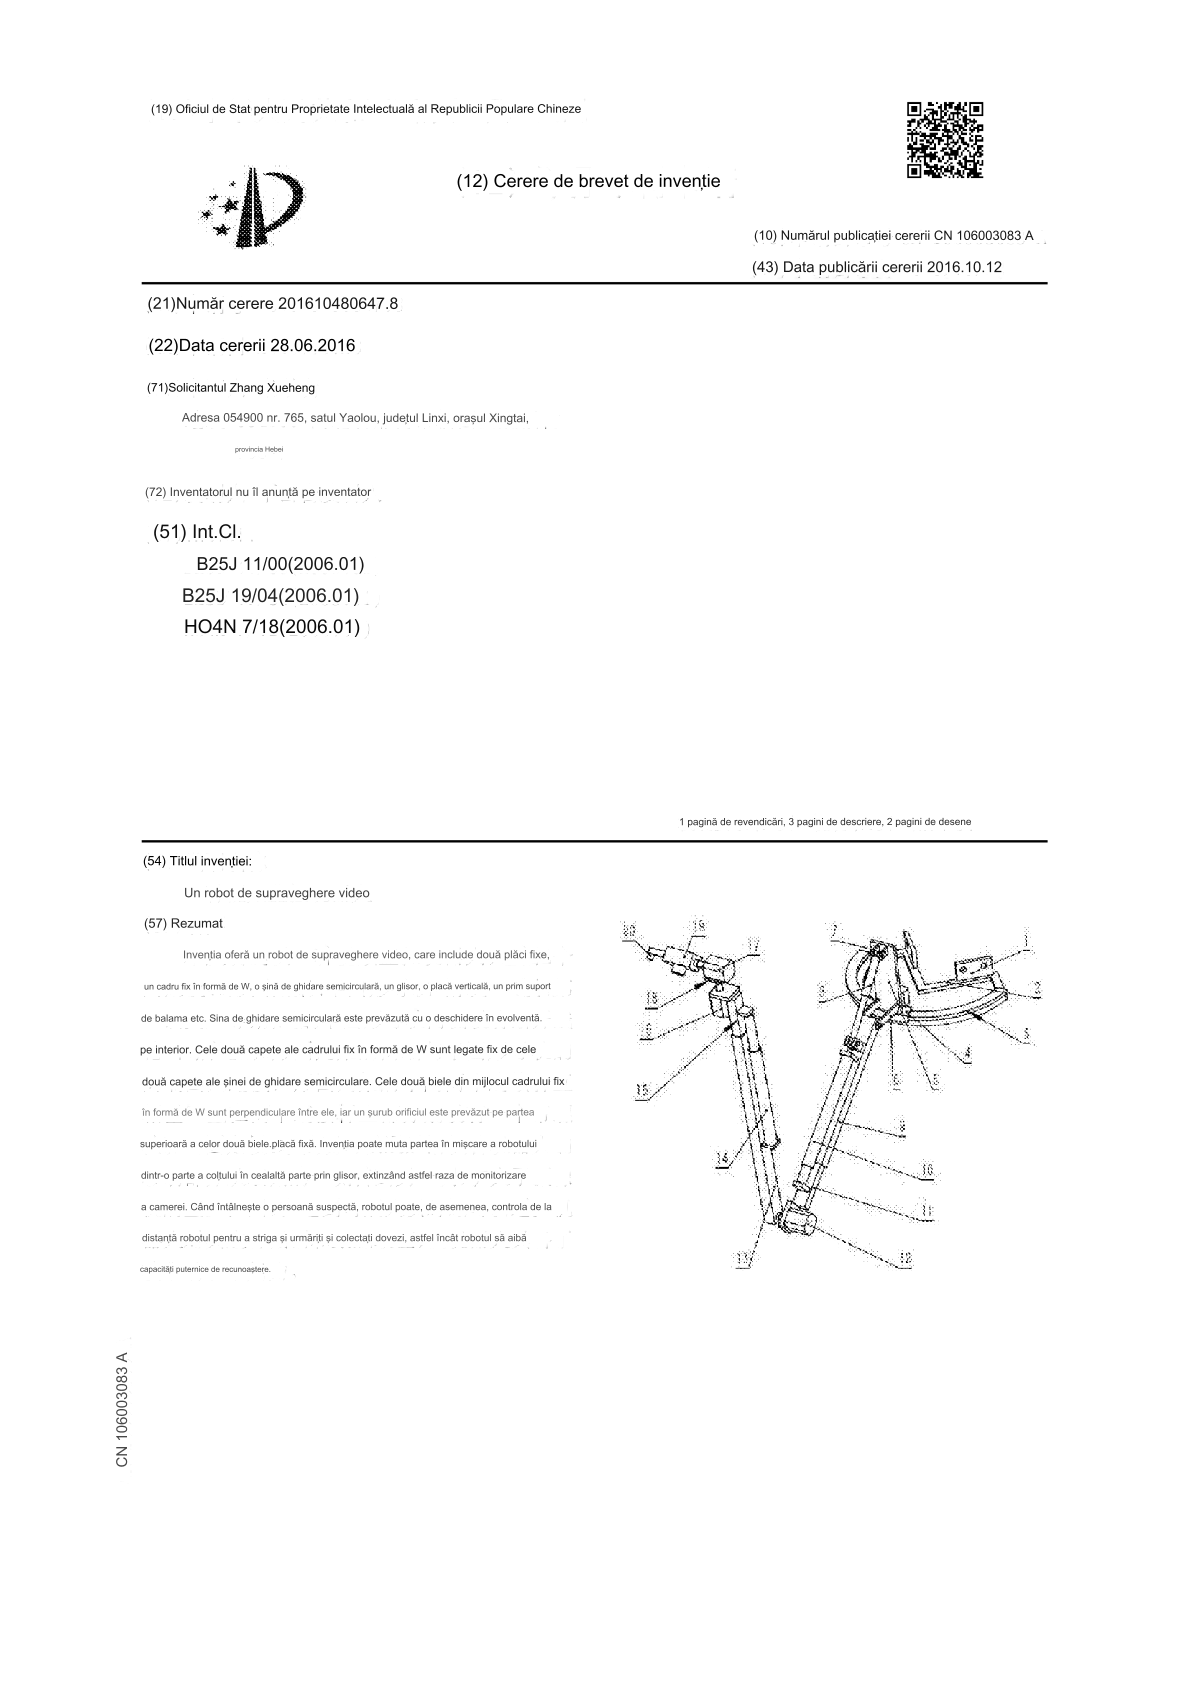 (19) Oficiul de Stat pentru Proprietate Intelectuală al Republicii Populare Chineze
(12) Cerere de brevet de invenție
(10) Numărul publicației cererii CN 106003083 A
(43) Data publicării cererii 2016.10.12
(21)Număr cerere 201610480647.8
(22)Data cererii 28.06.2016
(71)Solicitantul Zhang Xueheng
Adresa 054900 nr. 765, satul Yaolou, județul Linxi, orașul Xingtai,
provincia Hebei
(72) Inventatorul nu îl anunță pe inventator
(51) Int.Cl.
B25J 11/00(2006.01)
B25J 19/04(2006.01)
HO4N 7/18(2006.01)
1 pagină de revendicări, 3 pagini de descriere, 2 pagini de desene
(54) Titlul invenției:
Un robot de supraveghere video
(57) Rezumat
Invenția oferă un robot de supraveghere video, care include două plăci fixe,
un cadru fix în formă de W, o șină de ghidare semicirculară, un glisor, o placă verticală, un prim suport
de balama etc. Sina de ghidare semicirculară este prevăzută cu o deschidere în evolventă.
pe interior. Cele două capete ale cadrului fix în formă de W sunt legate fix de cele
două capete ale șinei de ghidare semicirculare. Cele două biele din mijlocul cadrului fix
în formă de W sunt perpendiculare între ele, iar un șurub orificiul este prevăzut pe partea
superioară a celor două biele.placă fixă. Invenția poate muta partea în mișcare a robotului
dintr-o parte a colțului în cealaltă parte prin glisor, extinzând astfel raza de monitorizare
a camerei. Când întâlnește o persoană suspectă, robotul poate, de asemenea, controla de la
distanță robotul pentru a striga și urmăriți și colectați dovezi, astfel încât robotul să aibă
capacități puternice de recunoaștere.
7
1
17
4
15
14
10
11
13
12
CN 106003083 A